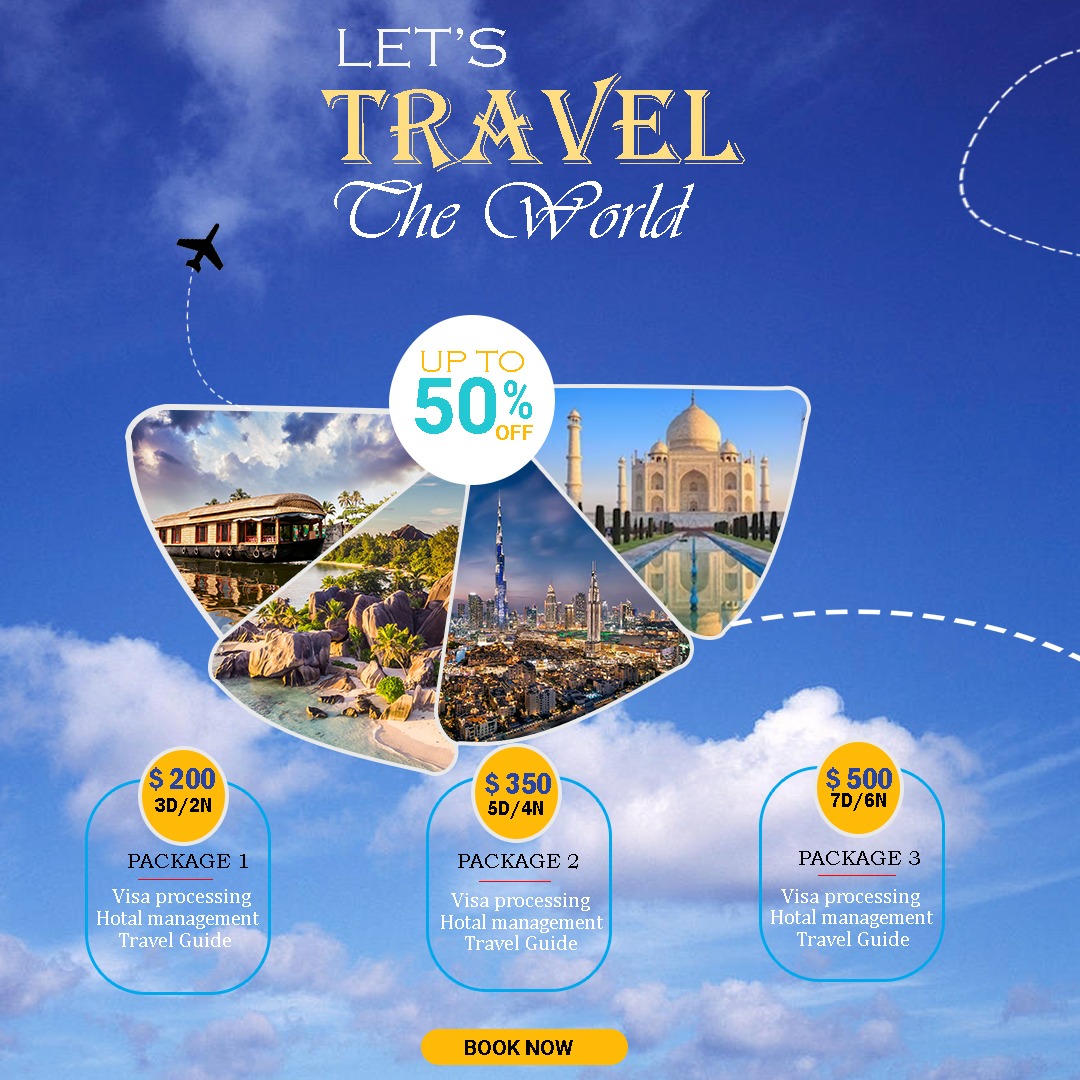 LET'S
TRAVEL
The World
UP TO
50%
OFF
$ 200
3D/2N
PACKAGE 1
Visa processing
Hotal management
Travel Guide
$ 350
5D/4N
PACKAGE 2
Visa processing
Hotal management
Travel Guide
$ 500
7D/6N
PACKAGE 3
Visa processing
Hotal management
Travel Guide
BOOK NOW